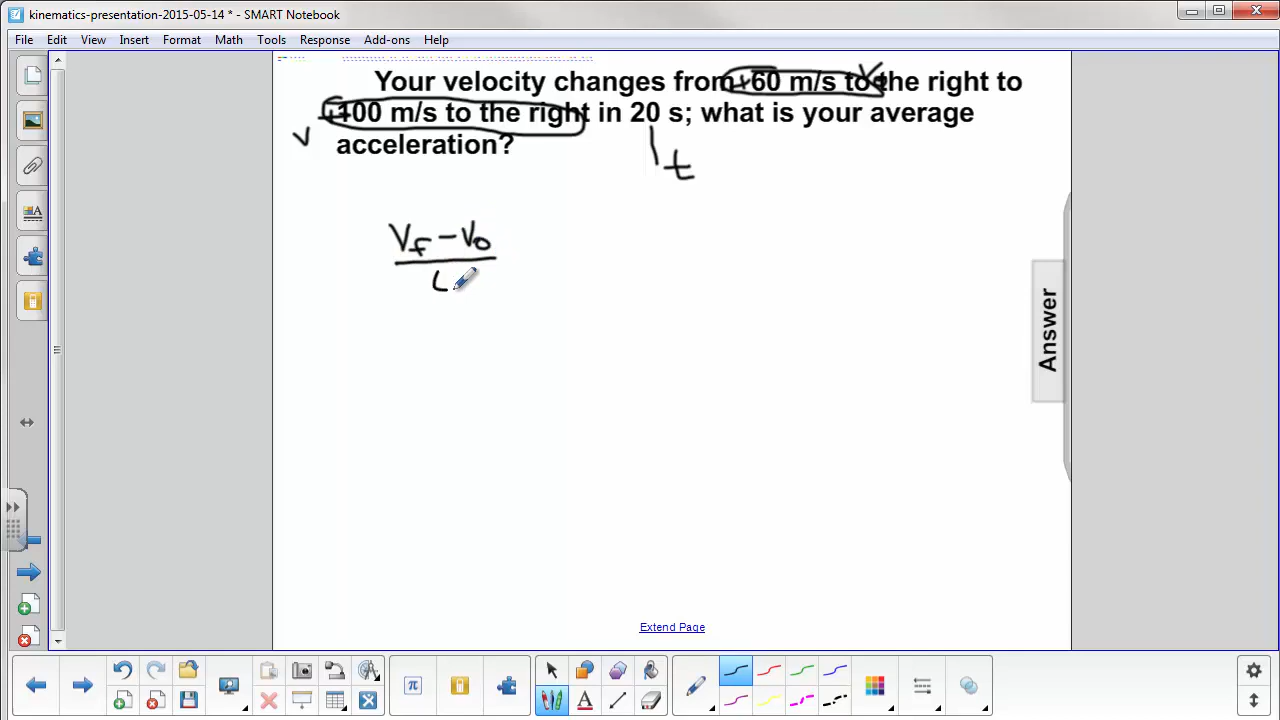 kinematics-presentation-2015-05-14 * - SMART Notebook
File Edit View Insert Format Math Tools Response Add-ons Help
Your velocity changes from +60 m/s to the right to
+100 m/s to the right in 20 s; what is your average
acceleration?
v
t
Vf - Vo
Answer
Extend Page
π
A